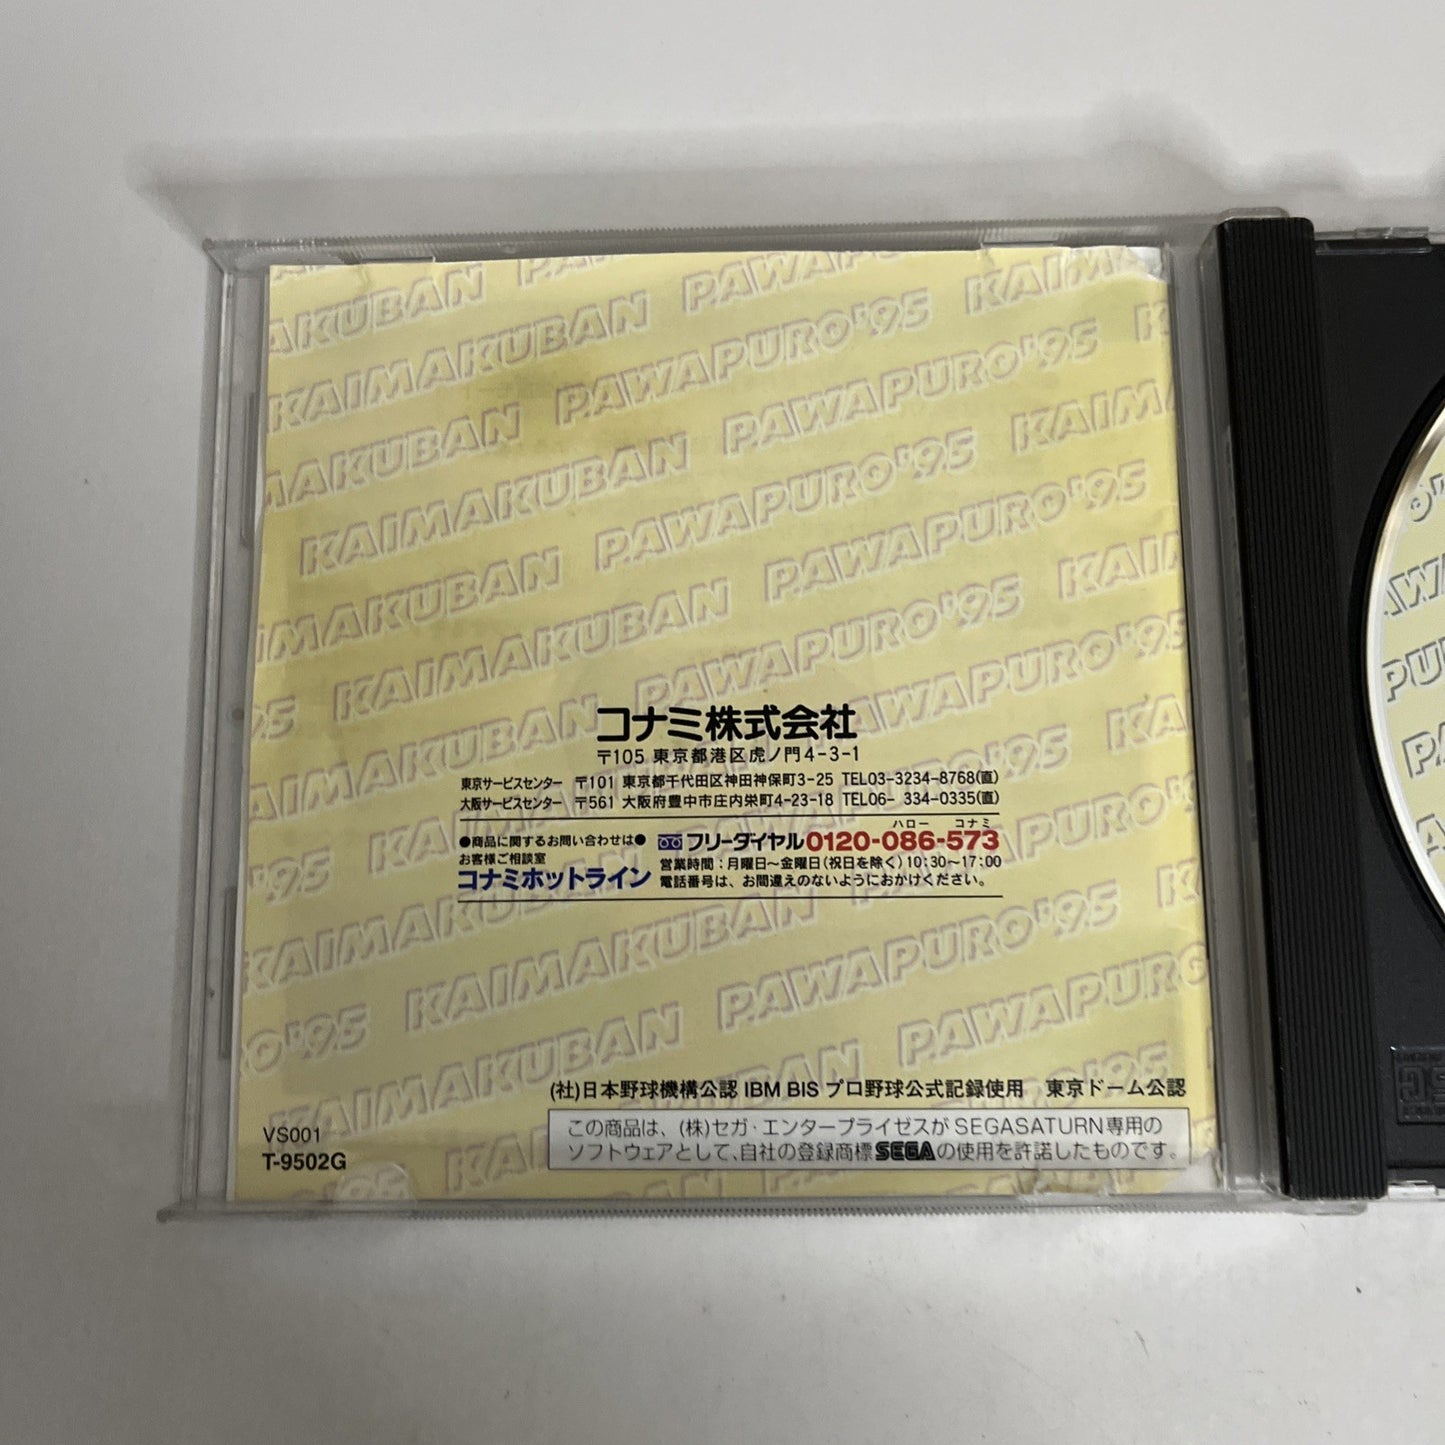 KAIMAKUBAN PAWAPURO'95
コナミ株式会社
〒105 東京都港区虎ノ門4-3-1
東京サービスセンター 〒101 東京都千代田区神田神保町3-25 TEL03-3234-8768(直)
大阪サービスセンター 〒561 大阪府豊中市庄内栄町4-23-18 TEL06- 334-0335(直)
ハロー コナミ
●商品に関するお問い合わせは● フリーダイヤル0120-086-573
お客様ご相談室 営業時間：月曜日〜金曜日(祝日を除く)10:30〜17:00
コナミホットライン 電話番号は、お間違えのないようにおかけください。
(社)日本野球機構公認 IBM BIS プロ野球公式記録使用 東京ドーム公認
この商品は、(株)セガ・エンタープライゼスが SEGASATURN専用の
ソフトウェアとして、自社の登録商標SEGAの使用を許諾したものです。
VS001
T-9502G